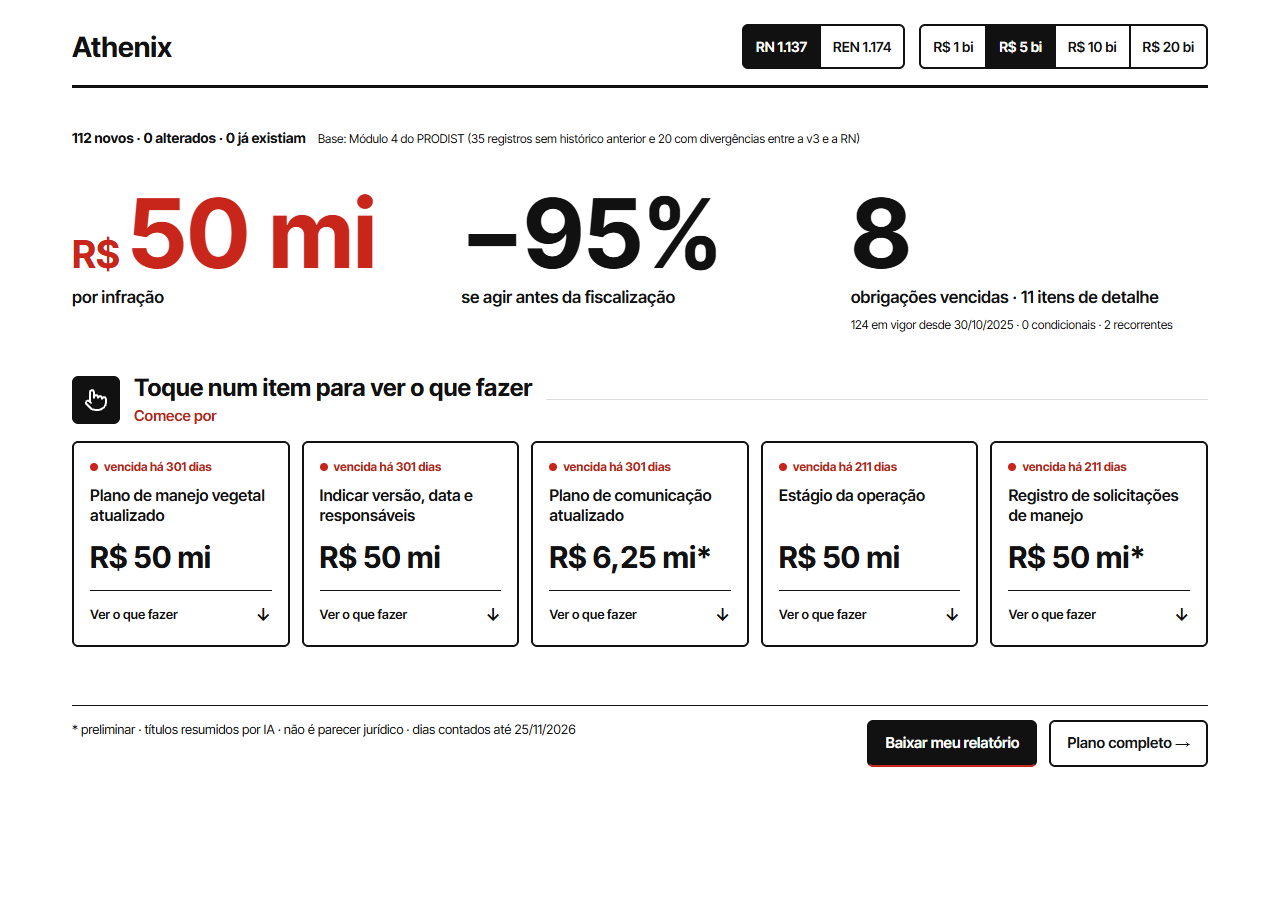 Athenix
RN 1.137
REN 1.174
R$ 1 bi
R$ 5 bi
R$ 10 bi
R$ 20 bi
112 novos · 0 alterados · 0 já existiam
Base: Módulo 4 do PRODIST (35 registros sem histórico anterior e 20 com divergências entre a v3 e a RN)
R$ 50 mi
por infração
−95%
se agir antes da fiscalização
8
obrigações vencidas · 11 itens de detalhe
124 em vigor desde 30/10/2025 · 0 condicionais · 2 recorrentes
Toque num item para ver o que fazer
Comece por
vencida há 301 dias
Plano de manejo vegetal
atualizado
R$ 50 mi
Ver o que fazer ↓
vencida há 301 dias
Indicar versão, data e
responsáveis
R$ 50 mi
Ver o que fazer ↓
vencida há 301 dias
Plano de comunicação
atualizado
R$ 6,25 mi*
Ver o que fazer ↓
vencida há 211 dias
Estágio da operação
R$ 50 mi
Ver o que fazer ↓
vencida há 211 dias
Registro de solicitações
de manejo
R$ 50 mi*
Ver o que fazer ↓
* preliminar · títulos resumidos por IA · não é parecer jurídico · dias contados até 25/11/2026
Baixar meu relatório
Plano completo →